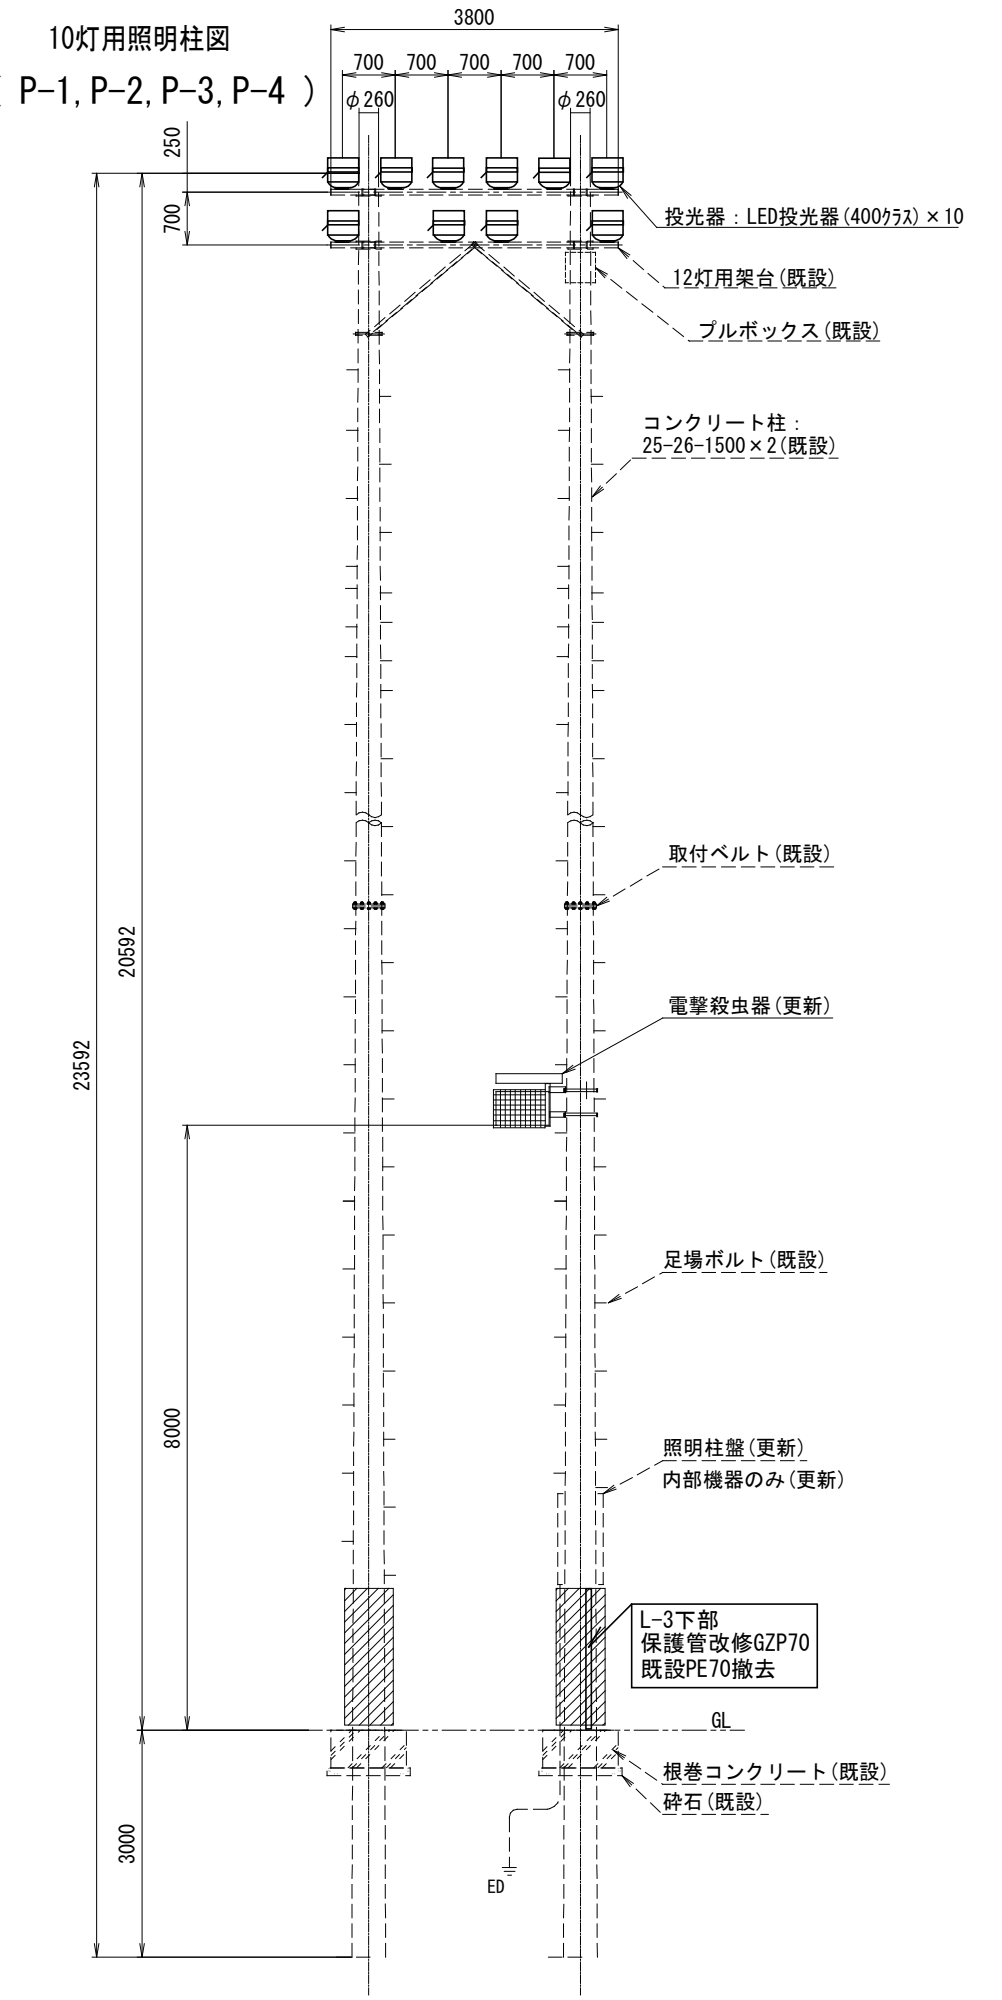 10灯用照明柱図
( P-1, P-2, P-3, P-4 )
3800
700 700 700 700 700
φ260 φ260
250
700
投光器：LED投光器(400ｸﾗｽ)×10
12灯用架台(既設)
プルボックス(既設)
コンクリート柱：
25-26-1500×2(既設)
取付ベルト(既設)
20592
電撃殺虫器(更新)
23592
足場ボルト(既設)
8000
照明柱盤(更新)
内部機器のみ(更新)
L-3下部
保護管改修GZP70
既設PE70撤去
GL
根巻コンクリート(既設)
砕石(既設)
3000
ED